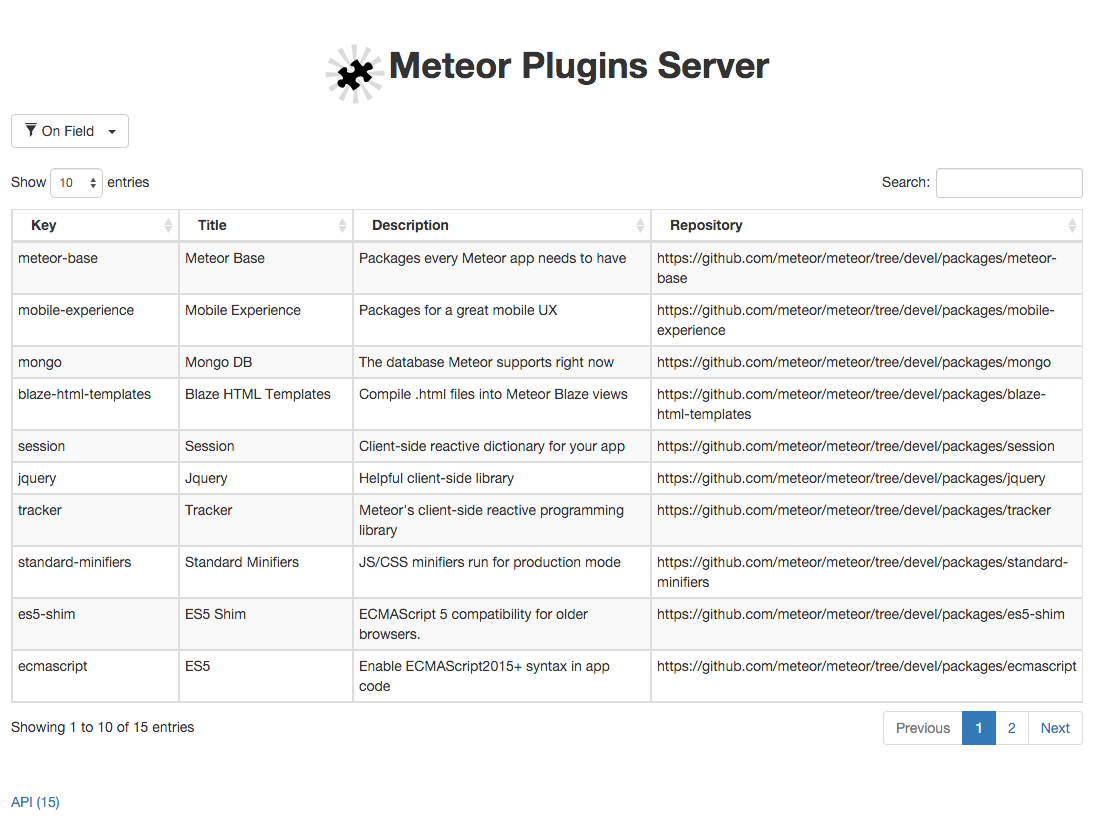 Meteor Plugins Server
On Field
Show 10 entries
Search:
Key Title Description Repository
meteor-base Meteor Base Packages every Meteor app needs to have https://github.com/meteor/meteor/tree/devel/packages/meteor-
base
mobile-experience Mobile Experience Packages for a great mobile UX https://github.com/meteor/meteor/tree/devel/packages/mobile-
experience
mongo Mongo DB The database Meteor supports right now https://github.com/meteor/meteor/tree/devel/packages/mongo
blaze-html-templates Blaze HTML Templates Compile .html files into Meteor Blaze views https://github.com/meteor/meteor/tree/devel/packages/blaze-
html-templates
session Session Client-side reactive dictionary for your app https://github.com/meteor/meteor/tree/devel/packages/session
jquery Jquery Helpful client-side library https://github.com/meteor/meteor/tree/devel/packages/jquery
tracker Tracker Meteor's client-side reactive programming https://github.com/meteor/meteor/tree/devel/packages/tracker
library
standard-minifiers Standard Minifiers JS/CSS minifiers run for production mode https://github.com/meteor/meteor/tree/devel/packages/standard-
minifiers
es5-shim ES5 Shim ECMAScript 5 compatibility for older https://github.com/meteor/meteor/tree/devel/packages/es5-shim
browsers.
ecmascript ES5 Enable ECMAScript2015+ syntax in app https://github.com/meteor/meteor/tree/devel/packages/ecmascript
code
Showing 1 to 10 of 15 entries
Previous 1 2 Next
API (15)